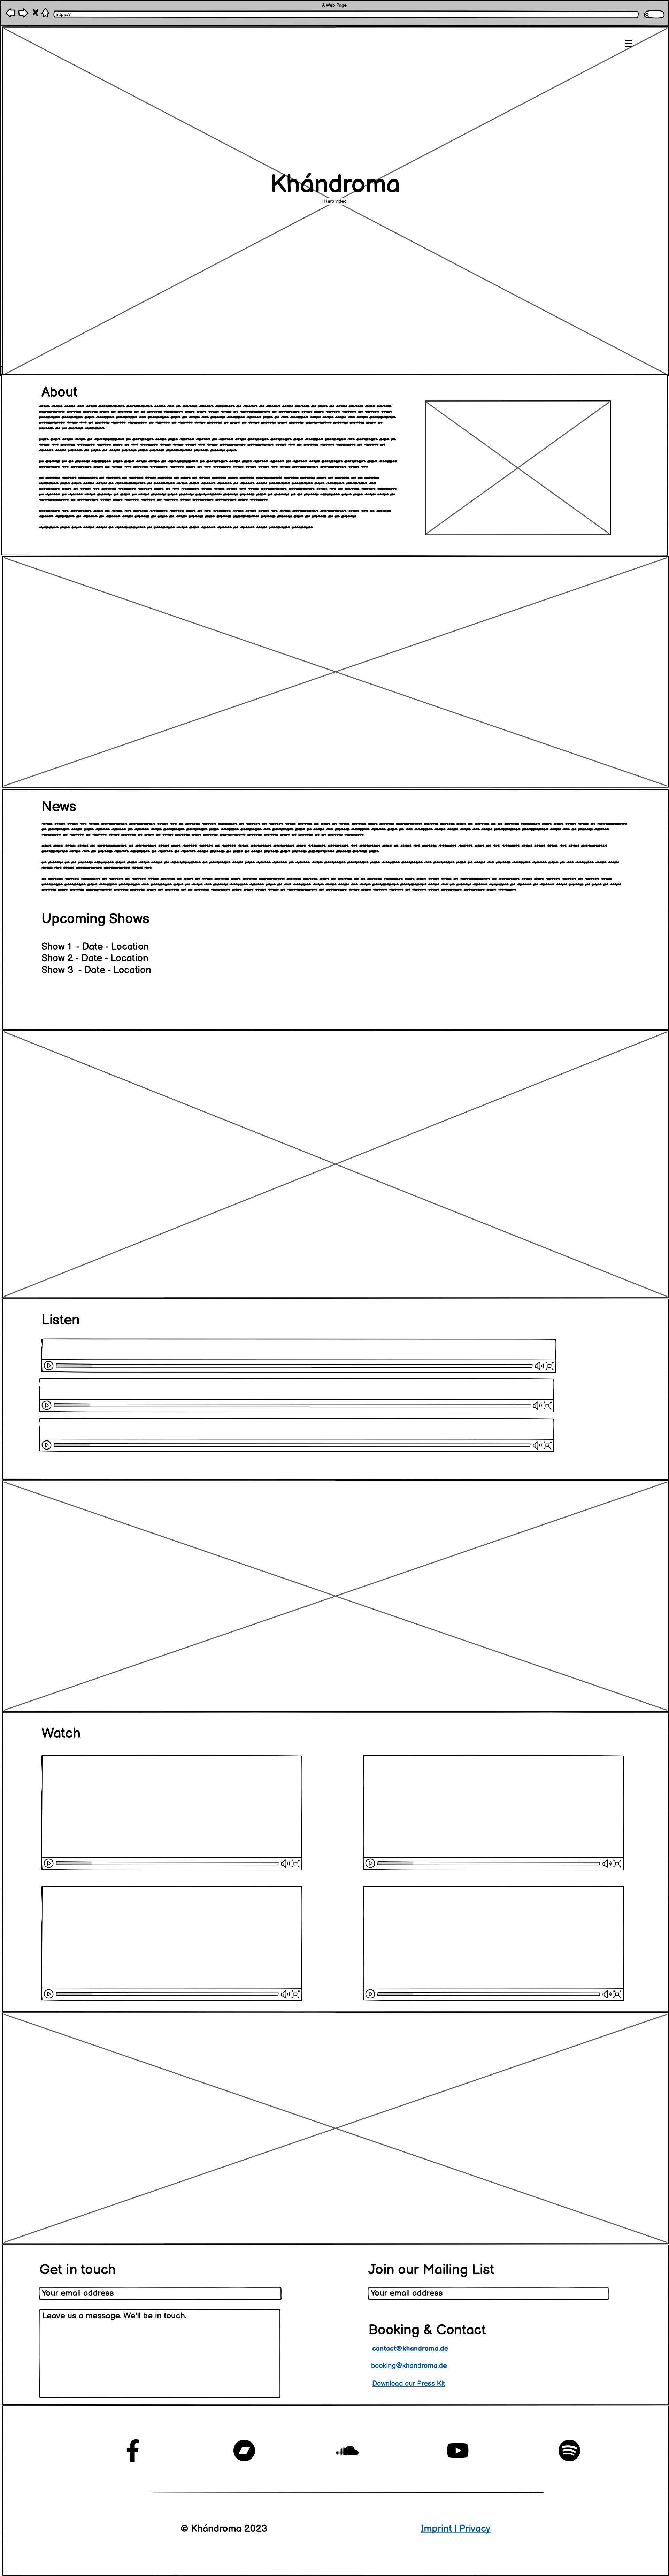 A Web Page
https://
Khándroma
Hero video
About
News
Upcoming Shows
Show 1 - Date - Location
Show 2 - Date - Location
Show 3 - Date - Location
Listen
Watch
Get in touch
Your email address
Leave us a message. We'll be in touch.
Join our Mailing List
Your email address
Booking & Contact
contact@khandroma.de
booking@khandroma.de
Download our Press Kit
© Khándroma 2023
Imprint | Privacy